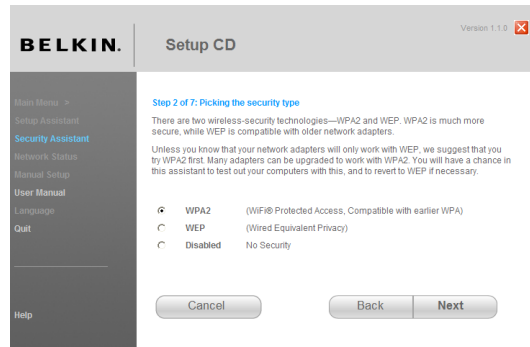 Version 1.1.0
BELKIN.
Setup CD
Main Menu >
Setup Assistant
Security Assistant
Network Status
Manual Setup
User Manual
Language
Quit
Help
Step 2 of 7: Picking the security type
There are two wireless-security technologies—WPA2 and WEP. WPA2 is much more
secure, while WEP is compatible with older network adapters.
Unless you know that your network adapters will only work with WEP, we suggest that you
try WPA2 first. Many adapters can be upgraded to work with WPA2. You will have a chance in
this assistant to test out your computers with this, and to revert to WEP if necessary.
WPA2 (WiFi® Protected Access, Compatible with earlier WPA)
WEP (Wired Equivalent Privacy)
Disabled No Security
Cancel Back Next